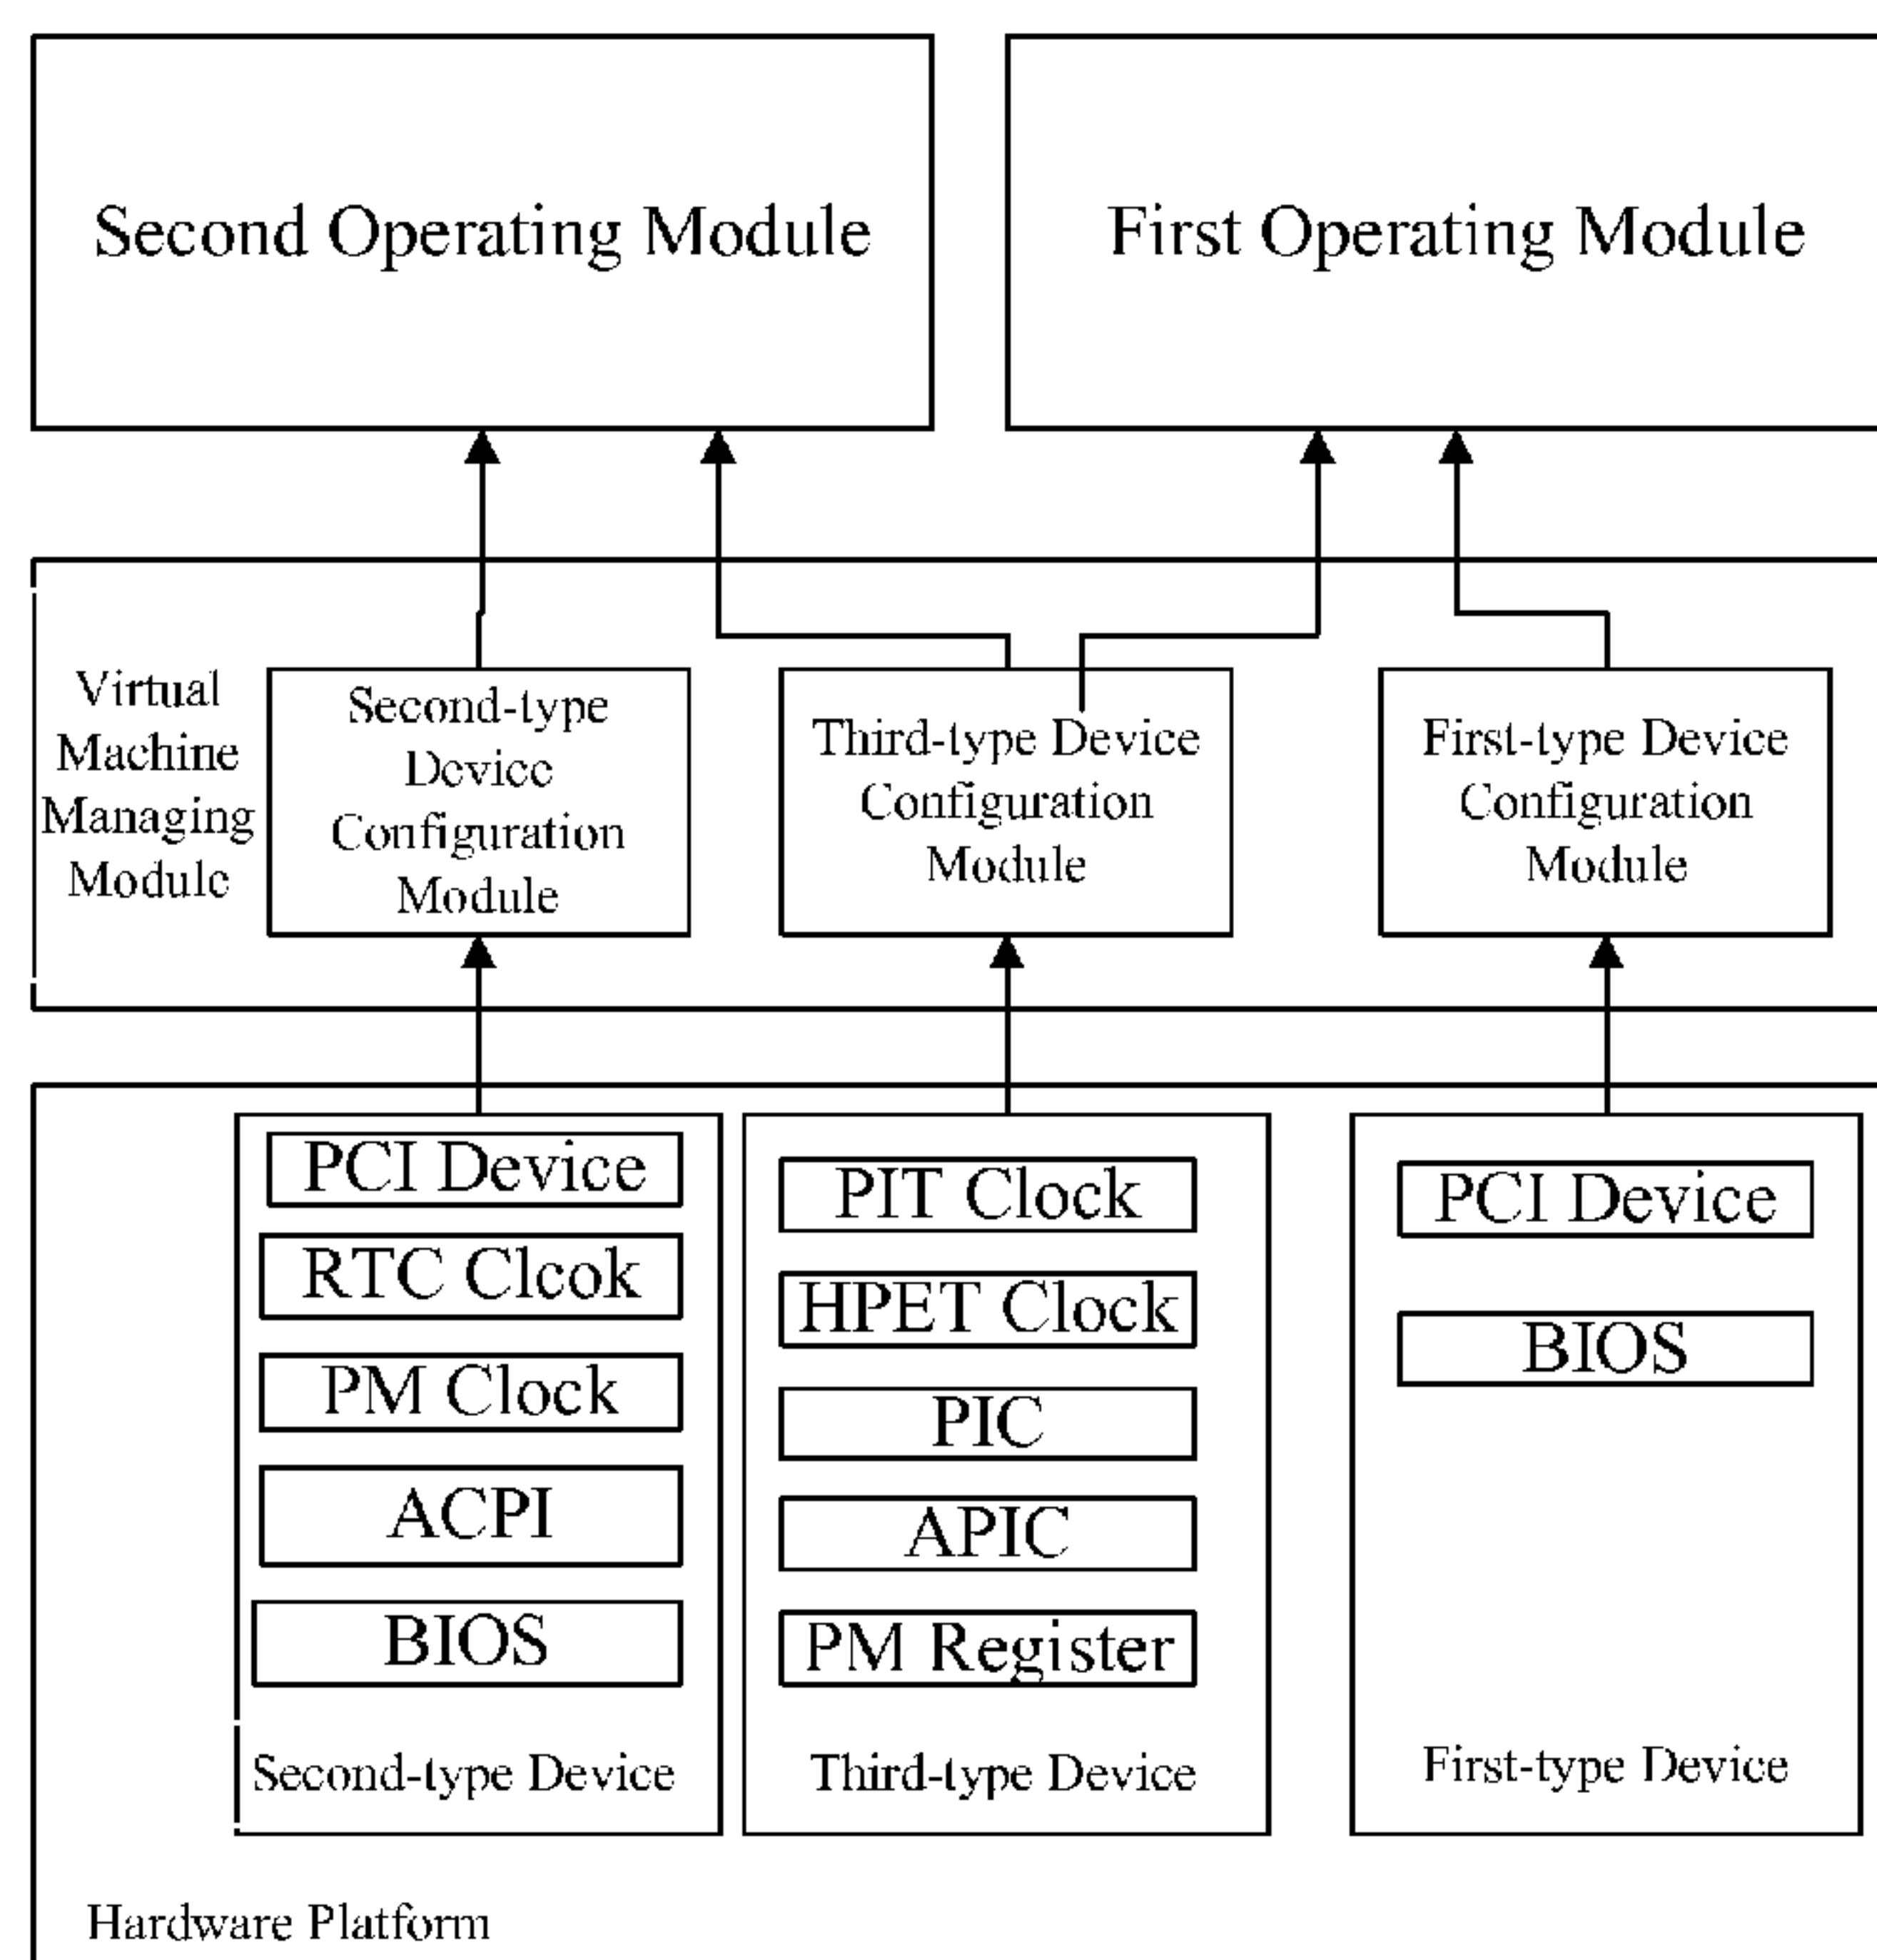 Second Operating Module
First Operating Module
Virtual
Machine
Managing
Module
Second-type
Device
Configuration
Module
Third-type Device
Configuration
Module
First-type Device
Configuration
Module
PCI Device
RTC Clcok
PM Clock
ACPI
BIOS
Second-type Device
PIT Clock
HPET Clock
PIC
APIC
PM Register
Third-type Device
PCI Device
BIOS
First-type Device
Hardware Platform